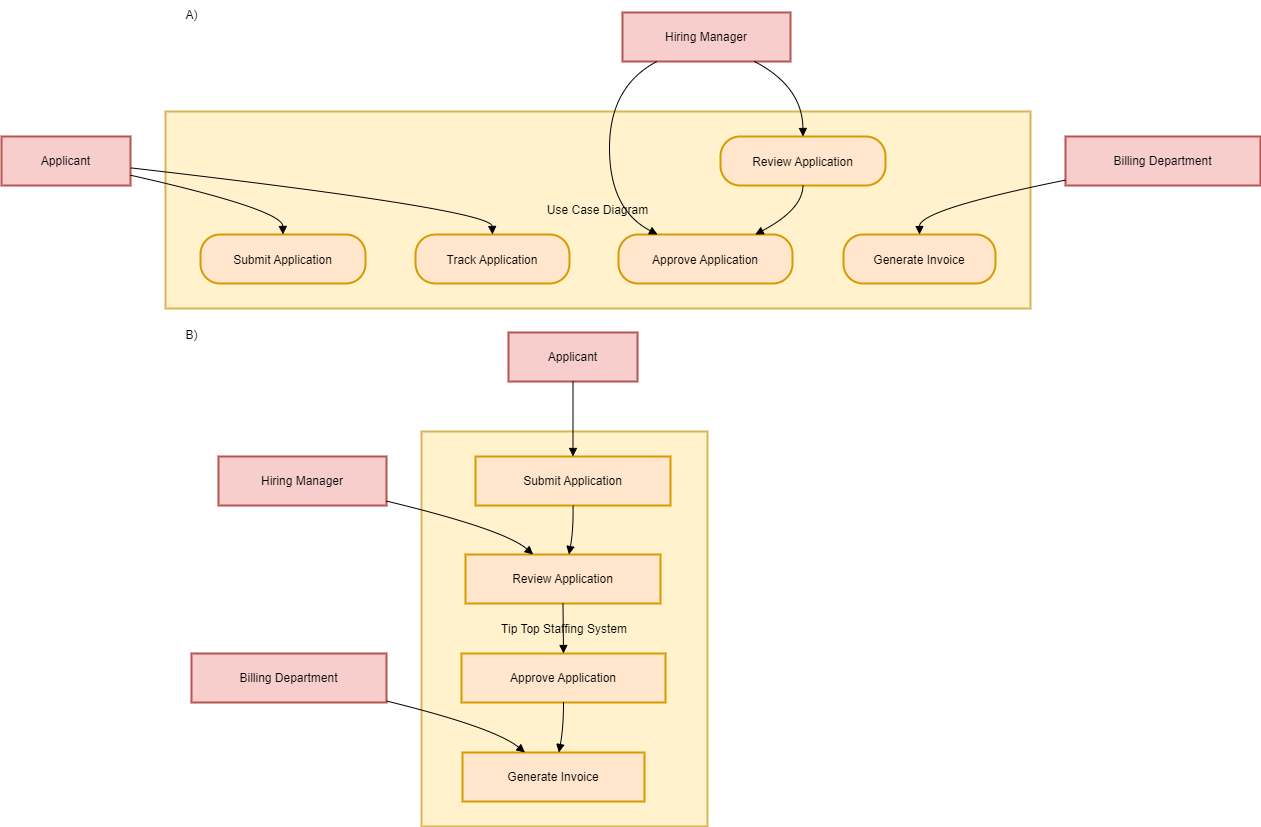 A)
Hiring Manager
Applicant
Review Application
Billing Department
Use Case Diagram
Submit Application
Track Application
Approve Application
Generate Invoice
B)
Applicant
Hiring Manager
Submit Application
Review Application
Tip Top Staffing System
Billing Department
Approve Application
Generate Invoice